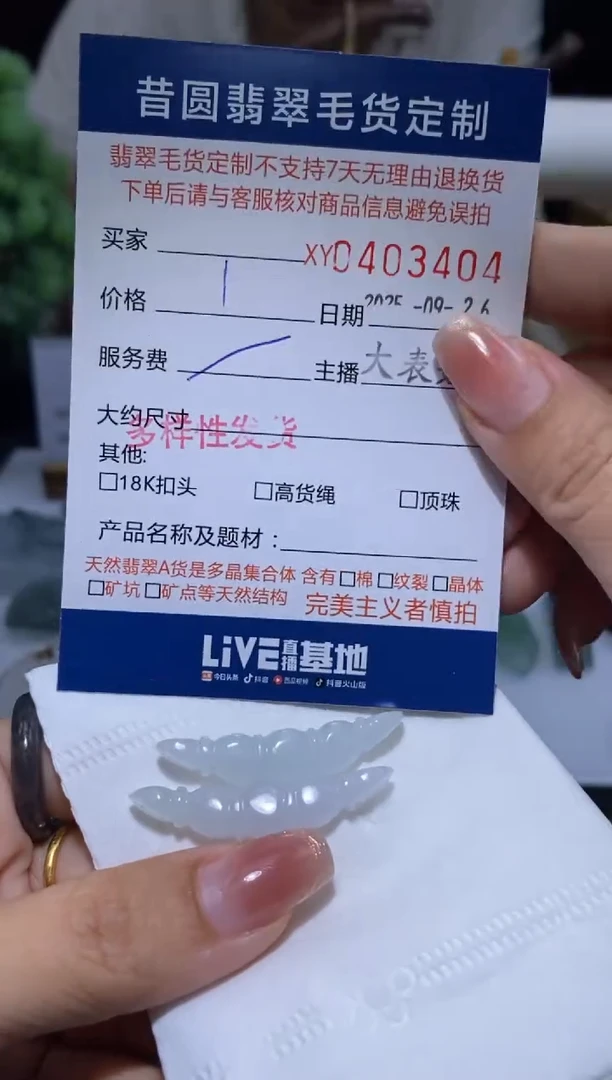 昔圆翡翠毛货定制
翡翠毛货定制不支持7天无理由退换货
下单后请与客服核对商品信息避免误拍
买家 XY0403404
价格 日期 2025-09-26
服务费 主播 大表
大约尺寸
多样性发货
其他:
□18K扣头 □高货绳 □顶珠
产品名称及题材:
天然翡翠A货是多晶集合体 含有□棉 □纹裂 □晶体
□矿坑 □矿点等天然结构 完美主义者慎拍
LiVE直播基地
今日头条 抖音 西瓜视频 抖音火山版